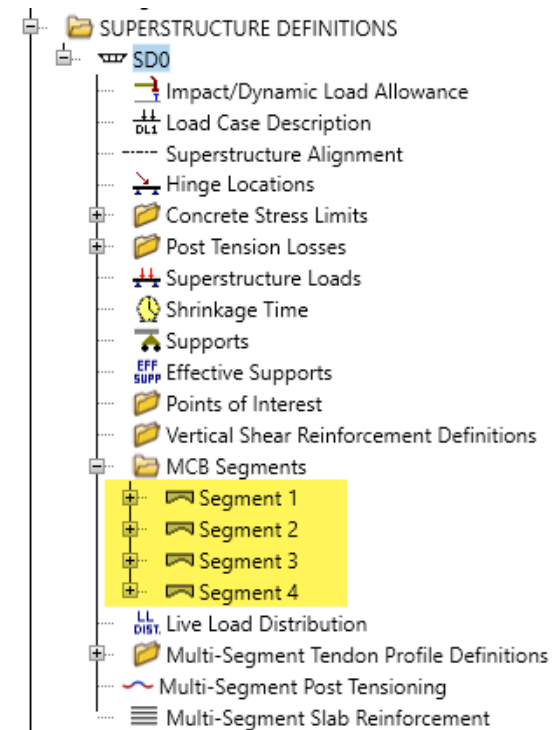 SUPERSTRUCTURE DEFINITIONS
SD0
Impact/Dynamic Load Allowance
DL1 Load Case Description
Superstructure Alignment
Hinge Locations
Concrete Stress Limits
Post Tension Losses
Superstructure Loads
Shrinkage Time
Supports
EFF SUPP Effective Supports
Points of Interest
Vertical Shear Reinforcement Definitions
MCB Segments
Segment 1
Segment 2
Segment 3
Segment 4
LL DIST. Live Load Distribution
Multi-Segment Tendon Profile Definitions
Multi-Segment Post Tensioning
Multi-Segment Slab Reinforcement